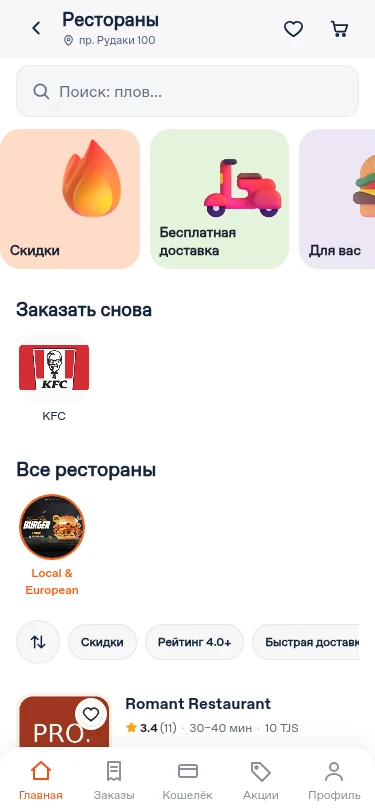 Рестораны
пр. Рудаки 100
Поиск: плов...
Скидки
Бесплатная
доставка
Для вас
Заказать снова
KFC
KFC
Все рестораны
BURGER
Local &
European
Скидки
Рейтинг 4.0+
Быстрая достав
Romant Restaurant
PRO.
3.4 (11) · 30–40 мин · 10 TJS
Главная
Заказы
Кошелёк
Акции
Профиль